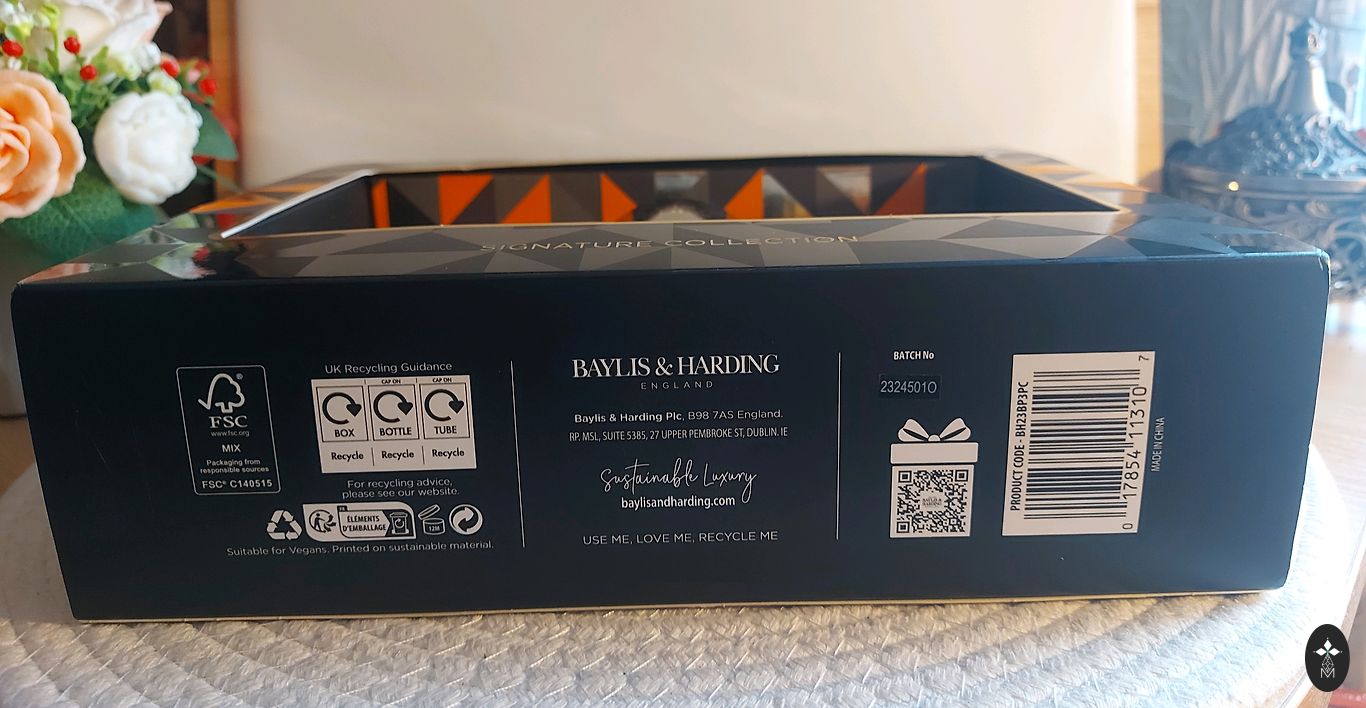 SIGNATURE COLLECTION
FSC
www.fsc.org
MIX
Packaging from
responsible sources
FSC® C140515
UK Recycling Guidance
CAP ON
CAP ON
BOX
BOTTLE
TUBE
Recycle
Recycle
Recycle
For recycling advice,
please see our website.
FR
ÉLÉMENTS
D'EMBALLAGE
12M
Suitable for Vegans. Printed on sustainable material.
BAYLIS & HARDING
ENGLAND
Baylis & Harding Plc, B98 7AS England.
RP. MSL, SUITE 5385, 27 UPPER PEMBROKE ST, DUBLIN. IE
Sustainable Luxury
baylisandharding.com
USE ME, LOVE ME, RECYCLE ME
BATCH No
23245010
BAYLIS &
HARDING
PRODUCT CODE - BH23BP3PC
0 17854 11310 7
MADE IN CHINA
M